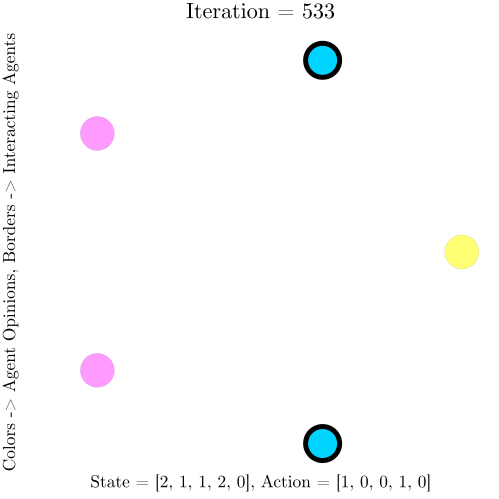 Iteration = 533
Colors -> Agent Opinions, Borders -> Interacting Agents
State = [2, 1, 1, 2, 0], Action = [1, 0, 0, 1, 0]